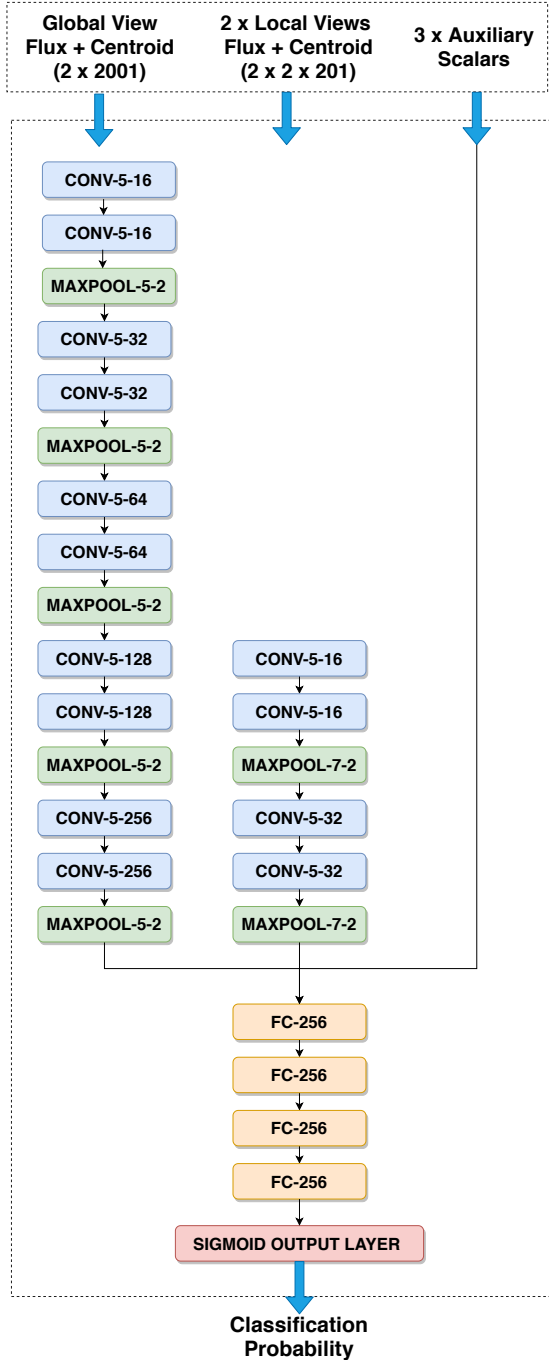 Global View
Flux + Centroid
(2 x 2001)
2 x Local Views
Flux + Centroid
(2 x 2 x 201)
3 x Auxiliary
Scalars
CONV-5-16
CONV-5-16
MAXPOOL-5-2
CONV-5-32
CONV-5-32
MAXPOOL-5-2
CONV-5-64
CONV-5-64
MAXPOOL-5-2
CONV-5-128
CONV-5-128
MAXPOOL-5-2
CONV-5-256
CONV-5-256
MAXPOOL-5-2
CONV-5-16
CONV-5-16
MAXPOOL-7-2
CONV-5-32
CONV-5-32
MAXPOOL-7-2
FC-256
FC-256
FC-256
FC-256
SIGMOID OUTPUT LAYER
Classification
Probability